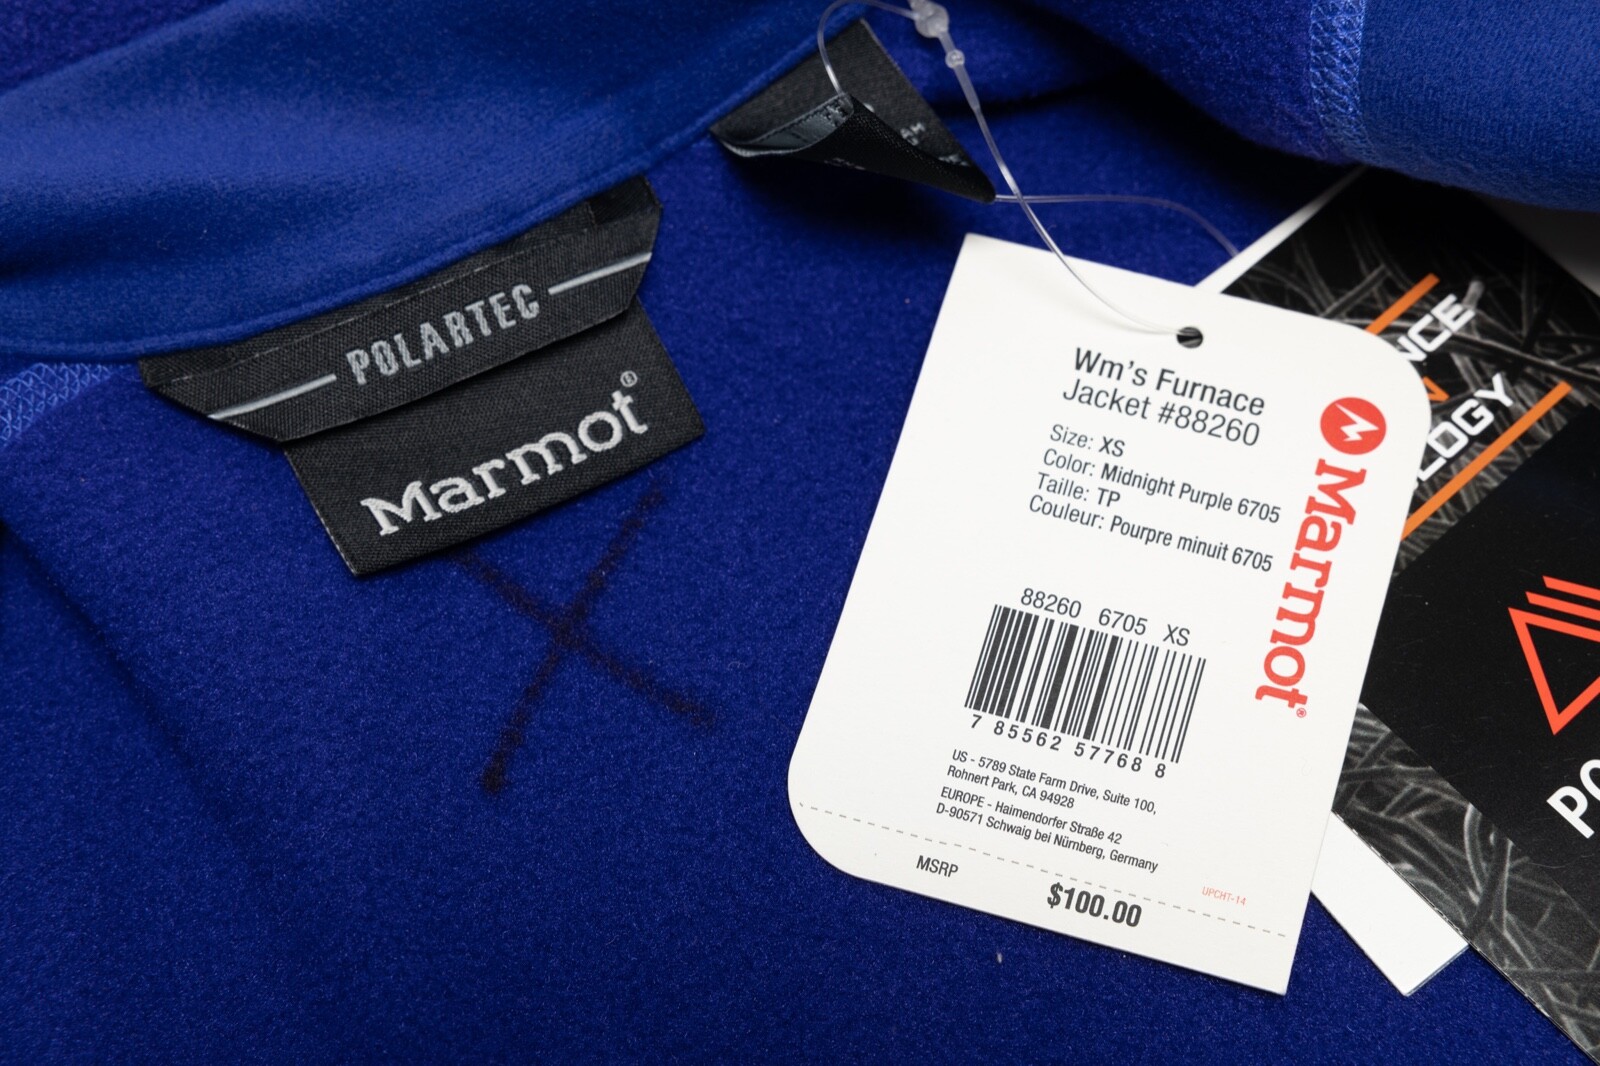 POLARTEC
Marmot®
Wm's Furnace
Jacket #88260
Size: XS
Color: Midnight Purple 6705
Taille: TP
Couleur: Pourpre minuit 6705
Marmot®
88260 6705 XS
7 85562 57768 8
US - 5789 State Farm Drive, Suite 100,
Rohnert Park, CA 94928
EUROPE - Haimendorfer Straße 42
D-90571 Schwaig bei Nürnberg, Germany
MSRP
$100.00
UPCHT-14
NCE
LOGY
PO